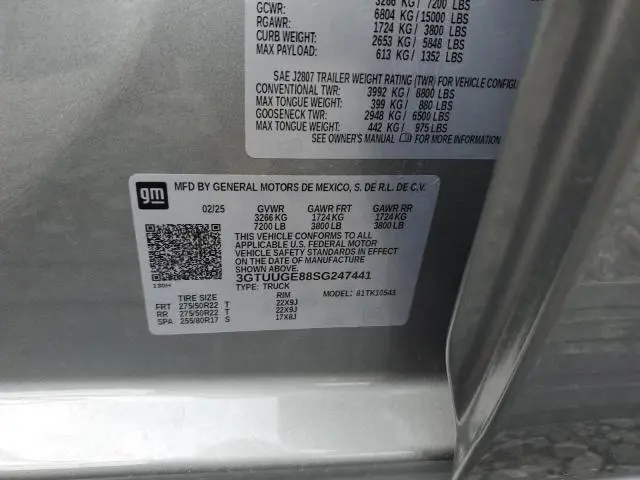 3266 KG / 7200 LBS
GCWR: 6804 KG / 15000 LBS
RGAWR: 1724 KG / 3800 LBS
CURB WEIGHT: 2653 KG / 5848 LBS
MAX PAYLOAD: 613 KG / 1352 LBS
SAE J2807 TRAILER WEIGHT RATING (TWR) FOR VEHICLE CONFIGU
CONVENTIONAL TWR: 3992 KG / 8800 LBS
MAX TONGUE WEIGHT: 399 KG / 880 LBS
GOOSENECK TWR: 2948 KG / 6500 LBS
MAX TONGUE WEIGHT: 442 KG / 975 LBS
SEE OWNER'S MANUAL FOR MORE INFORMATION
gm MFD BY GENERAL MOTORS DE MEXICO, S. DE R.L. DE C.V.
02/25 GVWR GAWR FRT GAWR RR
3266 KG 1724 KG 1724 KG
7200 LB 3800 LB 3800 LB
THIS VEHICLE CONFORMS TO ALL
APPLICABLE U.S. FEDERAL MOTOR
VEHICLE SAFETY STANDARDS IN EFFECT
ON THE DATE OF MANUFACTURE
SHOWN ABOVE.
3GTUUGE88SG247441
TYPE: TRUCK MODEL: 81TK10543
TIRE SIZE RIM
FRT 275/50R22 T 22X9J
RR 275/50R22 T 22X9J
SPA 255/80R17 S 17X8J